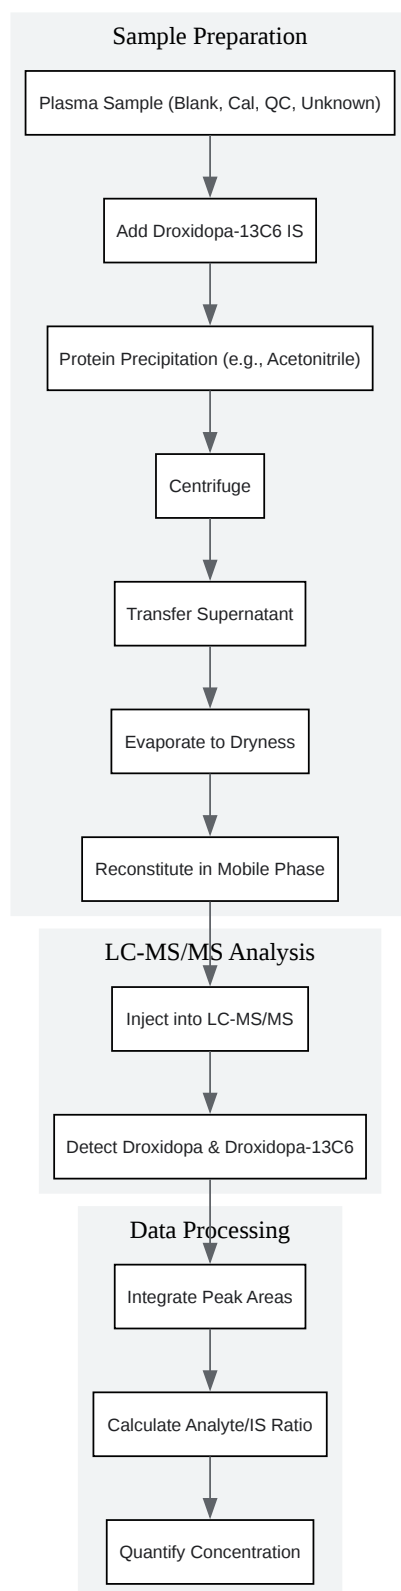 Sample Preparation
Plasma Sample (Blank, Cal, QC, Unknown)
Add Droxidopa-13C6 IS
Protein Precipitation (e.g., Acetonitrile)
Centrifuge
Transfer Supernatant
Evaporate to Dryness
Reconstitute in Mobile Phase
LC-MS/MS Analysis
Inject into LC-MS/MS
Detect Droxidopa & Droxidopa-13C6
Data Processing
Integrate Peak Areas
Calculate Analyte/IS Ratio
Quantify Concentration